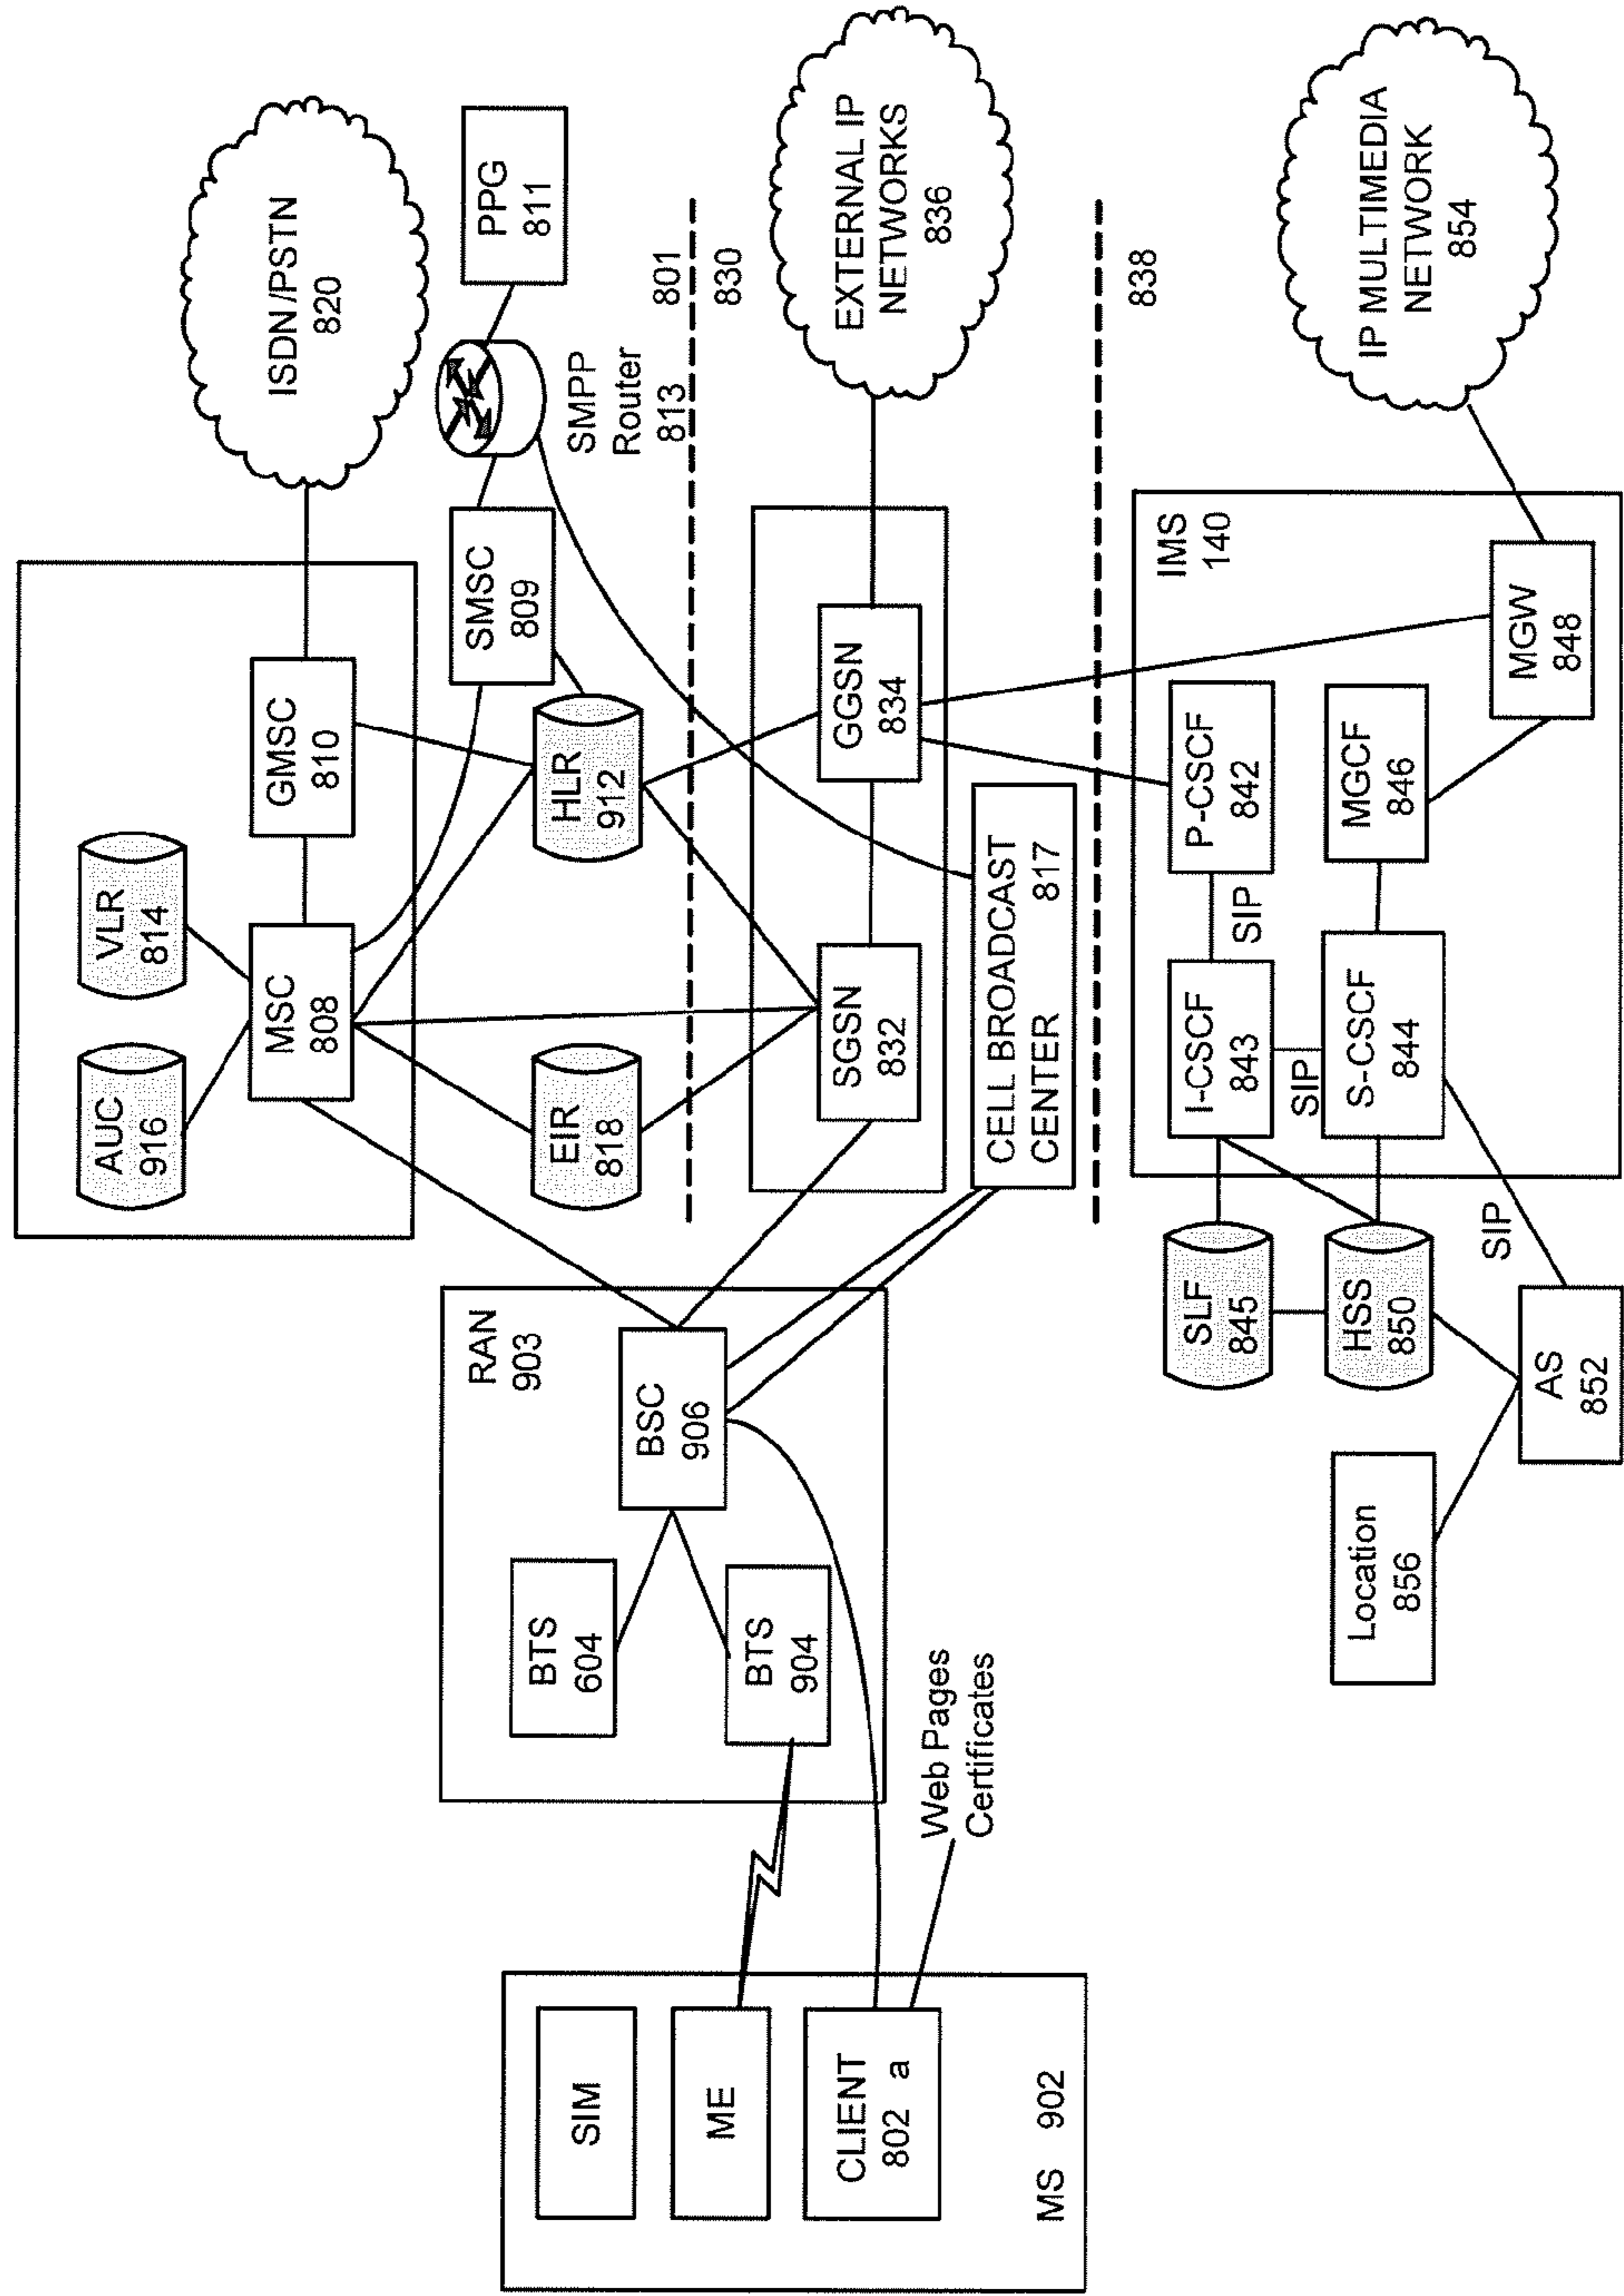 SIM
ME
CLIENT
802 a
MS 902
Web Pages
Certificates
RAN
903
BTS
604
BTS
904
BSC
906
AUC
916
VLR
814
MSC
808
GMSC
810
ISDN/PSTN
820
EIR
818
HLR
912
SMSC
809
SMPP
Router
813
PPG
811
801
830
SGSN
832
GGSN
834
EXTERNAL IP
NETWORKS
836
CELL BROADCAST
CENTER 817
838
IMS
140
SLF
845
HSS
850
AS
852
Location
856
I-CSCF
843
SIP
P-CSCF
842
SIP
S-CSCF
844
SIP
MGCF
846
MGW
848
IP MULTIMEDIA
NETWORK
854